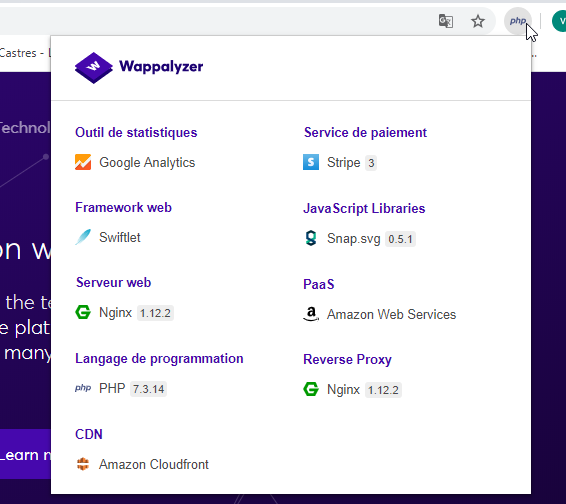 php
V
Castres - L
Wappalyzer
Technol
Outil de statistiques
Google Analytics
Service de paiement
Stripe 3
Framework web
Swiftlet
JavaScript Libraries
Snap.svg 0.5.1
on w
Serveur web
Nginx 1.12.2
PaaS
Amazon Web Services
the te
e plat
many
Langage de programmation
php PHP 7.3.14
Reverse Proxy
Nginx 1.12.2
CDN
Amazon Cloudfront
Learn m